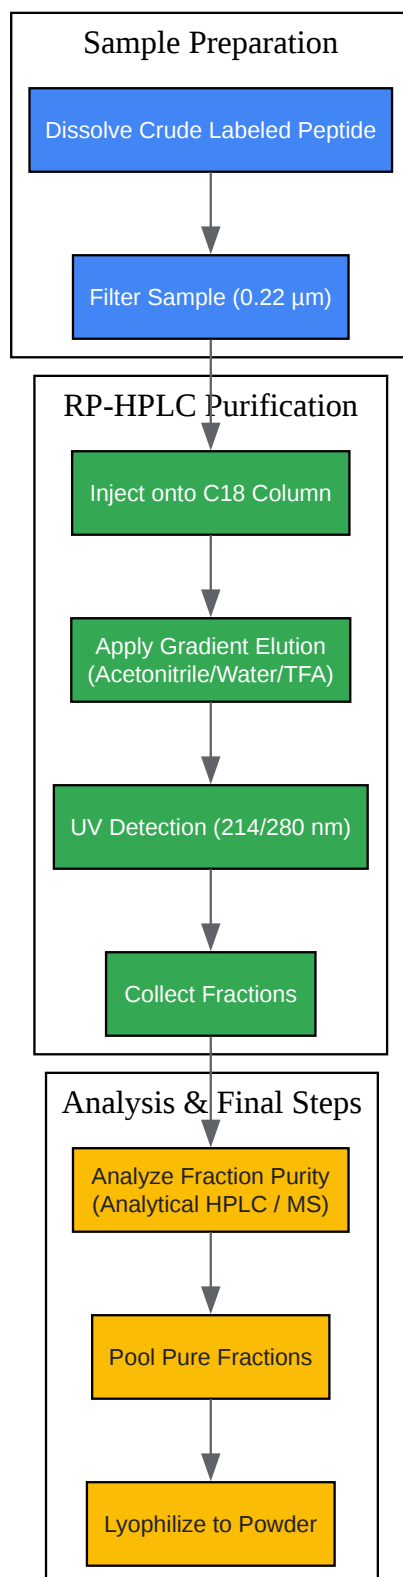 Sample Preparation
Dissolve Crude Labeled Peptide
Filter Sample (0.22 µm)
RP-HPLC Purification
Inject onto C18 Column
Apply Gradient Elution
(Acetonitrile/Water/TFA)
UV Detection (214/280 nm)
Collect Fractions
Analysis & Final Steps
Analyze Fraction Purity
(Analytical HPLC / MS)
Pool Pure Fractions
Lyophilize to Powder